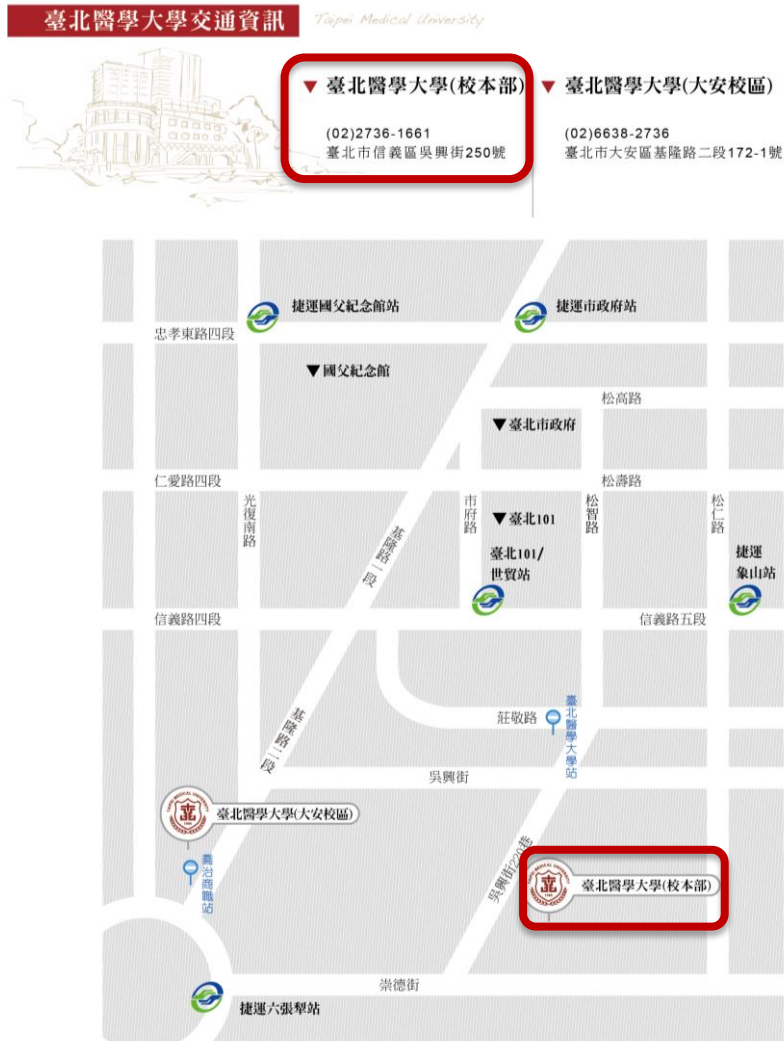 臺北醫學大學交通資訊
Taipei Medical University
▼ 臺北醫學大學(校本部)
(02)2736-1661
臺北市信義區吳興街250號
▼ 臺北醫學大學(大安校區)
(02)6638-2736
臺北市大安區基隆路二段172-1號
捷運國父紀念館站
捷運市政府站
忠孝東路四段
▼國父紀念館
松高路
▼臺北市政府
仁愛路四段
松壽路
光復南路
市府路
松智路
松仁路
▼臺北101
基隆路一段
臺北101/
世貿站
捷運
象山站
信義路四段
信義路五段
基隆路二段
莊敬路
臺北醫學大學站
吳興街
臺北醫學大學(大安校區)
吳興街220巷
喬治商職站
臺北醫學大學(校本部)
崇德街
捷運六張犁站